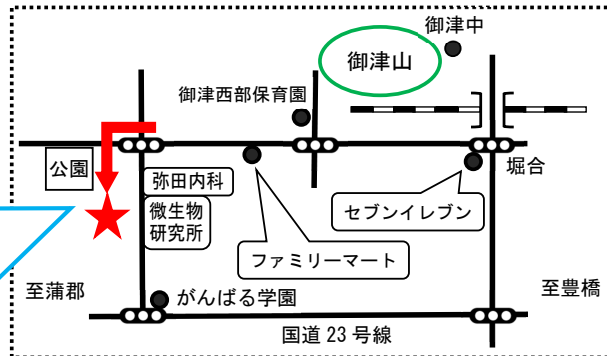 御津中
御津山
御津西部保育園
公園
弥田内科
堀合
微生物
研究所
セブンイレブン
ファミリーマート
至蒲郡
がんばる学園
至豊橋
国道 23 号線